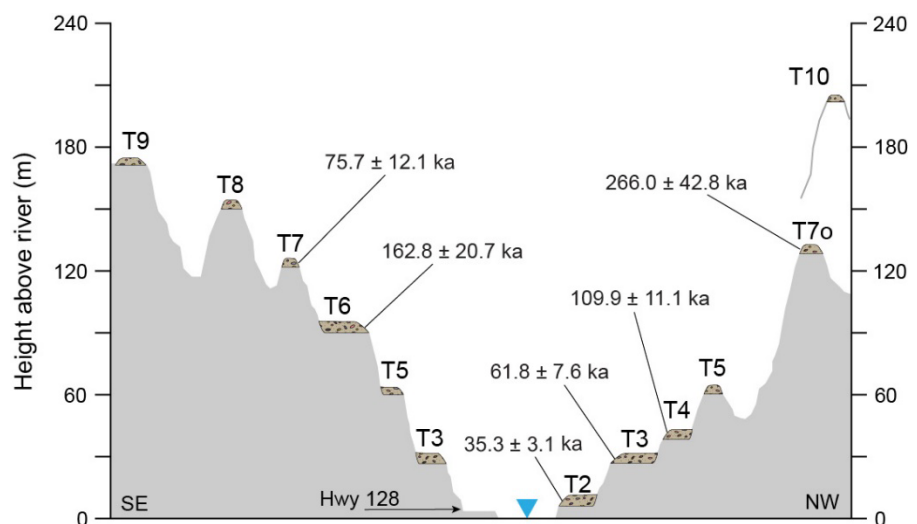 240
180
120
60
0
Height above river (m)
240
180
120
60
0
T9
T8
T7
75.7 ± 12.1 ka
T6
162.8 ± 20.7 ka
T5
T3
Hwy 128
SE
T10
266.0 ± 42.8 ka
T7o
109.9 ± 11.1 ka
T5
61.8 ± 7.6 ka
T4
T3
35.3 ± 3.1 ka
T2
NW